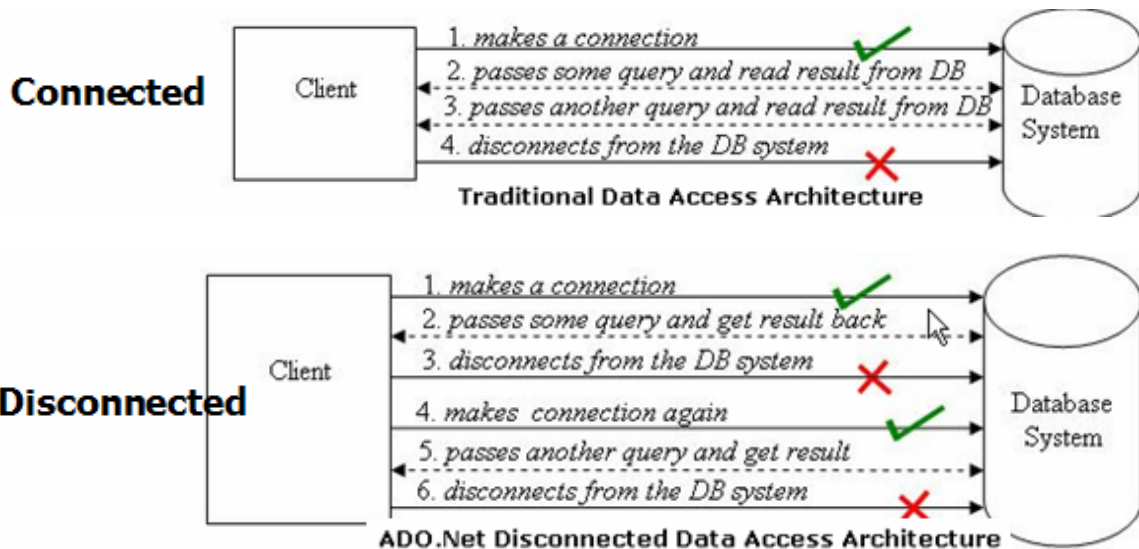 Connected
Client
1. makes a connection
2. passes some query and read result from DB
3. passes another query and read result from DB
4. disconnects from the DB system
Database
System
Traditional Data Access Architecture
Disconnected
Client
1. makes a connection
2. passes some query and get result back
3. disconnects from the DB system
4. makes connection again
5. passes another query and get result
6. disconnects from the DB system
Database
System
ADO.Net Disconnected Data Access Architecture